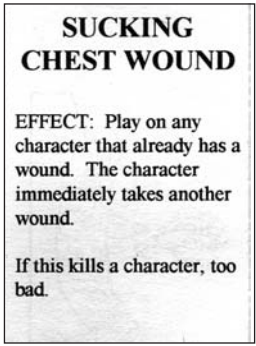 SUCKING
CHEST WOUND
EFFECT: Play on any
character that already has a
wound. The character
immediately takes another
wound.
If this kills a character, too
bad.